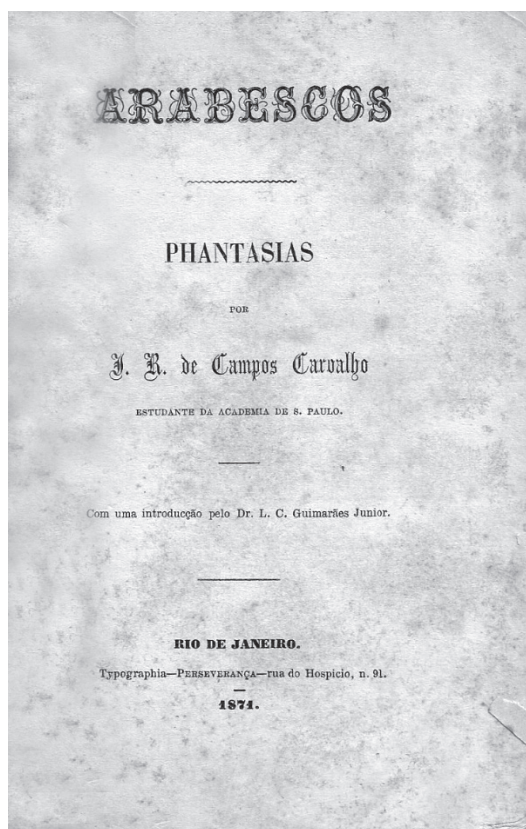 ARABESCOS
PHANTASIAS
POR
J. R. de Campos Carvalho
ESTUDANTE DA ACADEMIA DE S. PAULO.
Com uma introducção pelo Dr. L. C. Guimarães Junior.
RIO DE JANEIRO.
Typographia—PERSEVERANÇA—rua do Hospicio, n. 91.
1871.